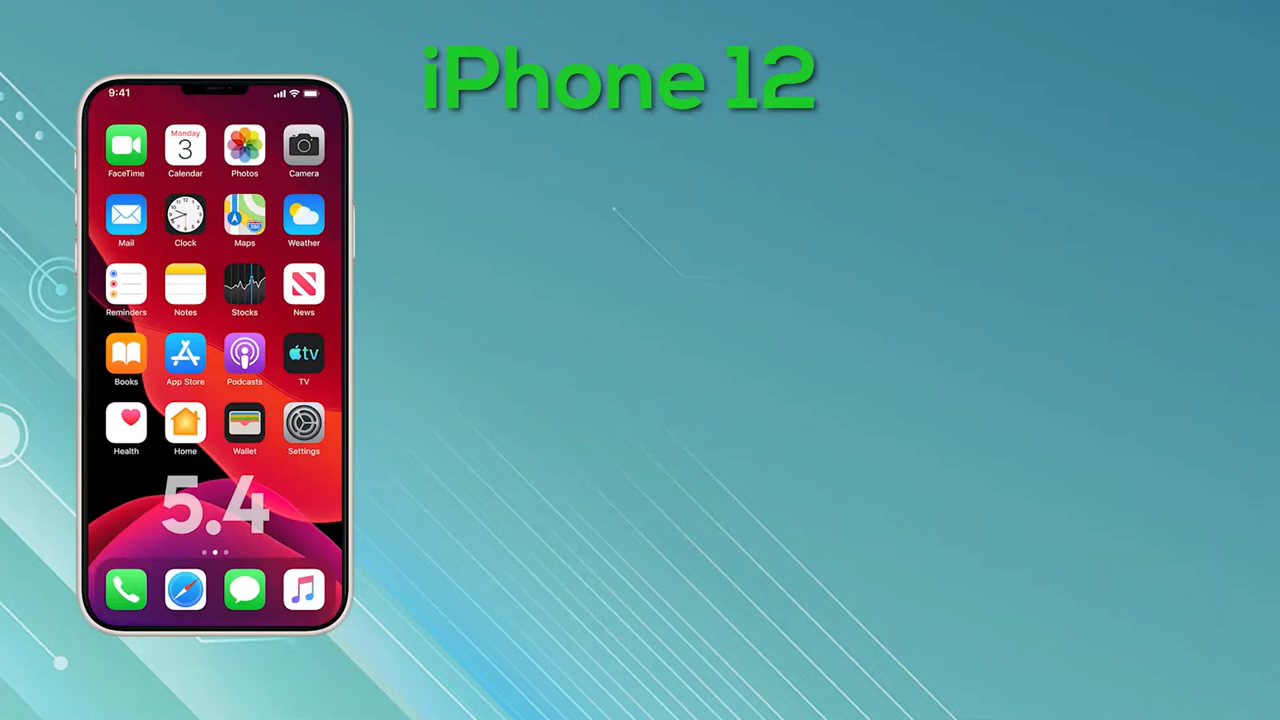 iPhone 12
9:41
Monday
3
FaceTime Calendar Photos Camera
280
Mail Clock Maps Weather
Reminders Notes Stocks News
tv
Books App Store Podcasts TV
Health Home Wallet Settings
5.4